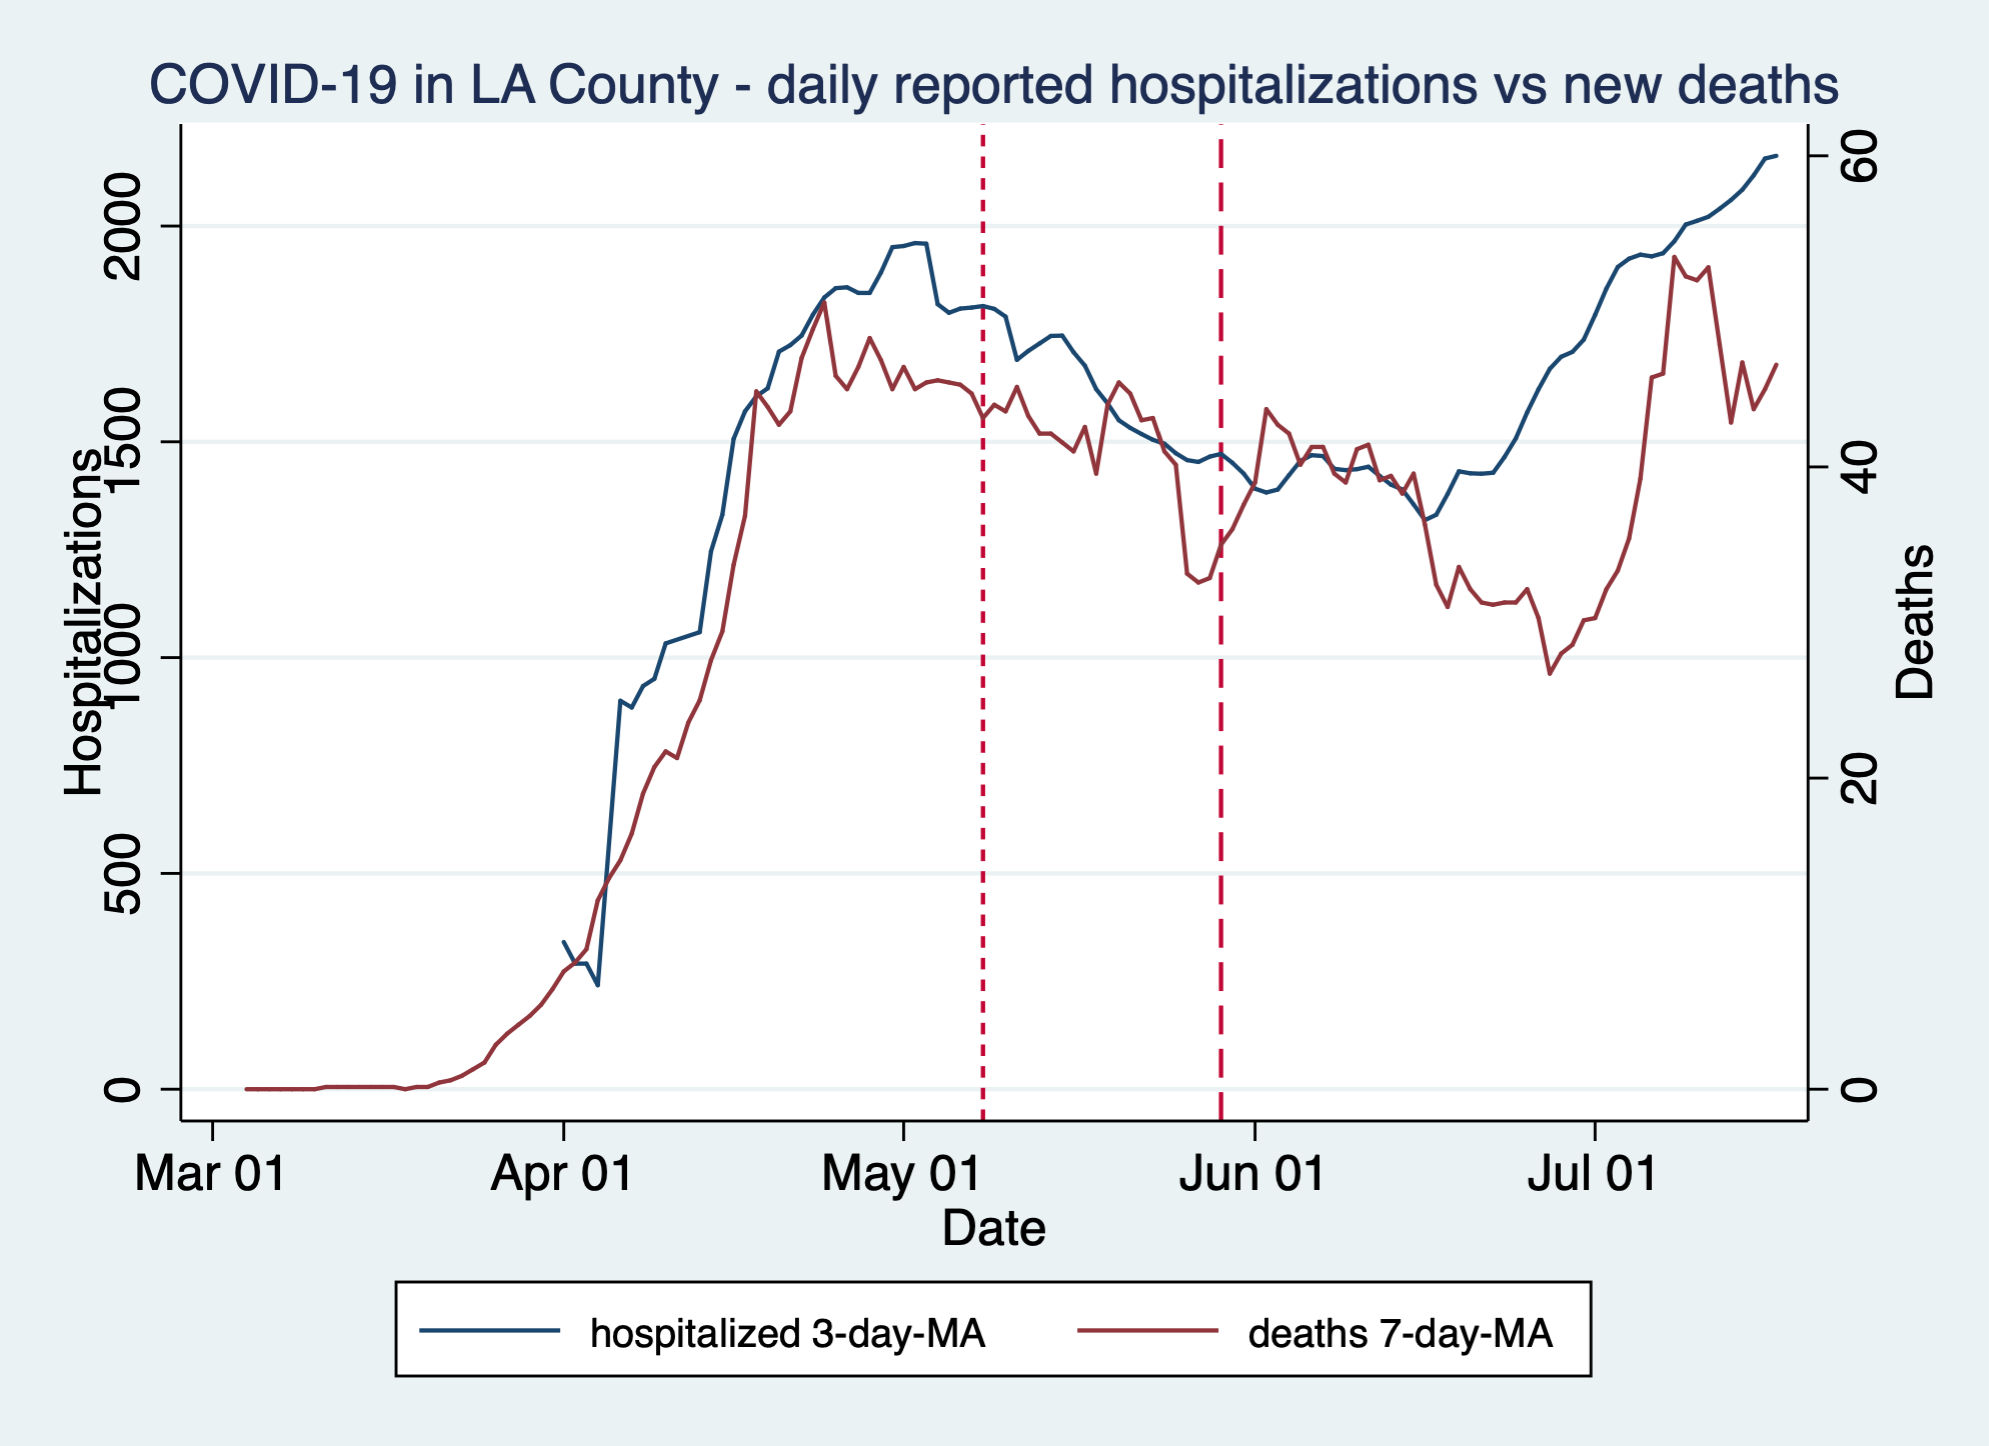 COVID-19 in LA County - daily reported hospitalizations vs new deaths
Hospitalizations
2000
1500
1000
500
0
60
40
20
0
Deaths
Mar 01
Apr 01
May 01
Jun 01
Jul 01
Date
hospitalized 3-day-MA
deaths 7-day-MA